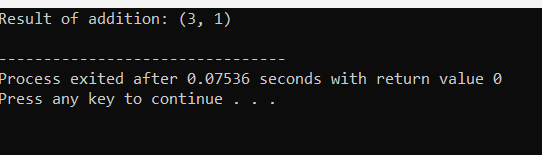 Result of addition: (3, 1)
--------------------------------
Process exited after 0.07536 seconds with return value 0
Press any key to continue . . .